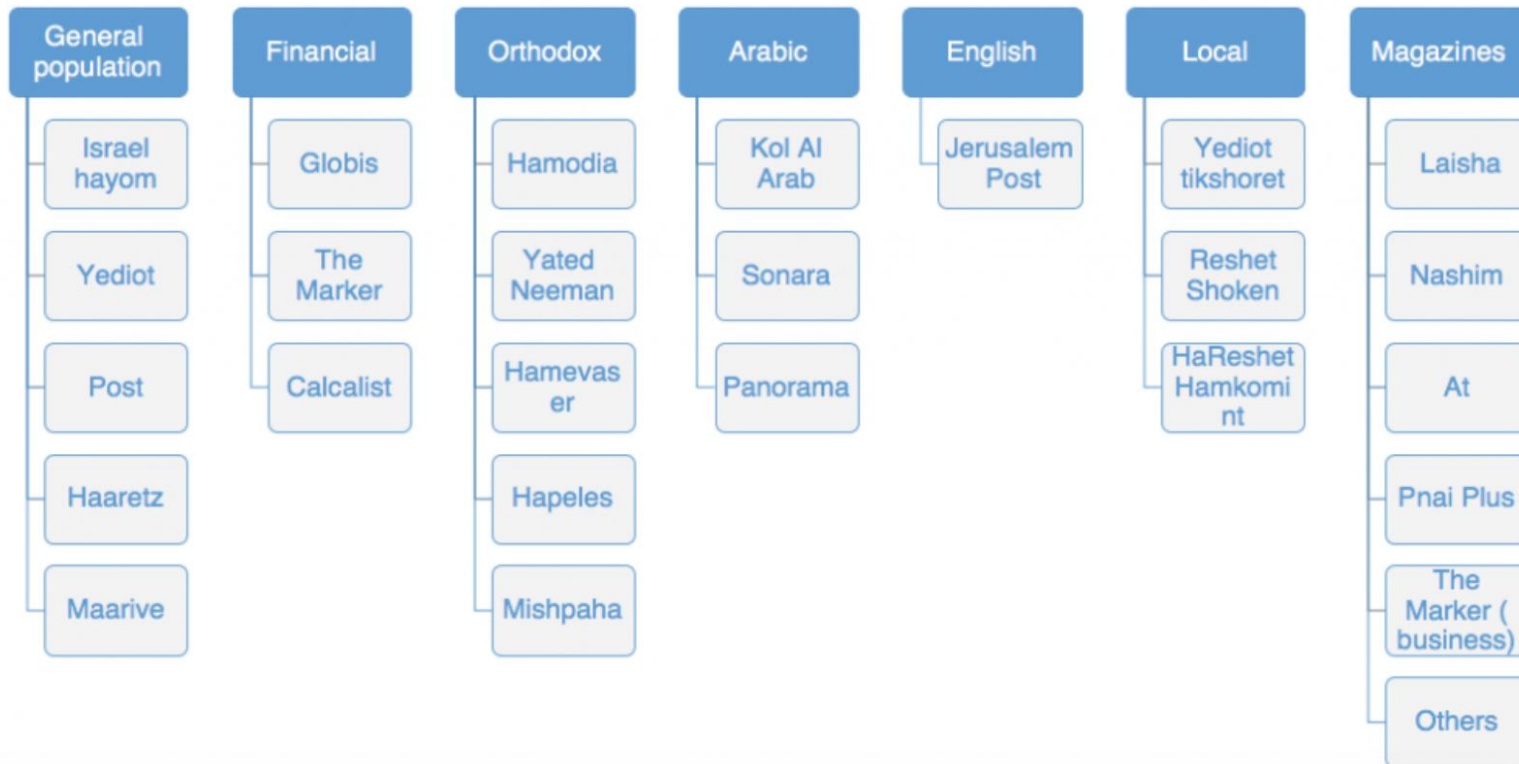 General
population
Israel
hayom
Yediot
Post
Haaretz
Maarive
Financial
Globis
The
Marker
Calcalist
Orthodox
Hamodia
Yated
Neeman
Hamevas
er
Hapeles
Mishpaha
Arabic
Kol Al
Arab
Sonara
Panorama
English
Jerusalem
Post
Local
Yediot
tikshoret
Reshet
Shoken
HaReshet
Hamkomi
nt
Magazines
Laisha
Nashim
At
Pnai Plus
The
Marker (
business)
Others